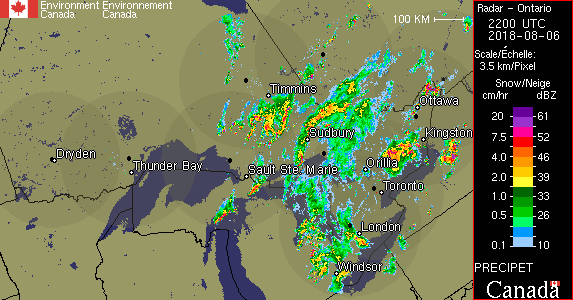 Environment Environnement
Canada Canada
100 KM
Timmins
Ottawa
Sudbury
Kingston
Dryden
Thunder Bay
Sault Ste. Marie
Orillia
Toronto
London
Windsor
Radar - Ontario
2200 UTC
2018-08-06
Scale/Échelle:
3.5 km/Pixel
Snow/Neige
cm/hr dBZ
20 61
7.5 57
5.5 52
4.0 46
2.0 39
1.0 33
0.5 26
0.1 10
PRECIPET
Canada